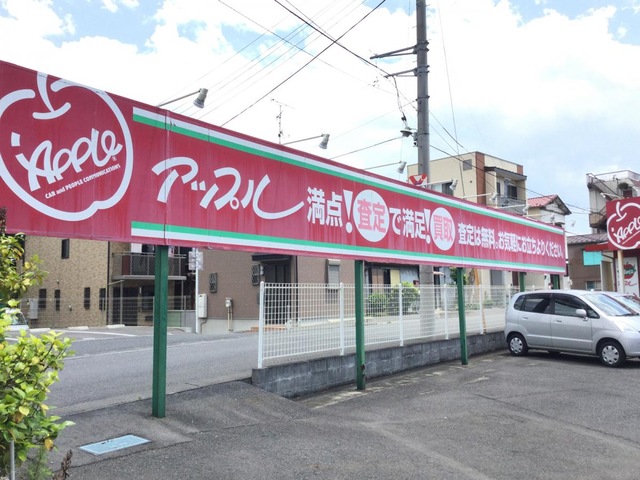 APPLE
CAR and PEOPLE COMMUNICATIONS
アップル 満点!査定で満足!買取 査定は無料。お気軽にお立ちよりください
APPLE